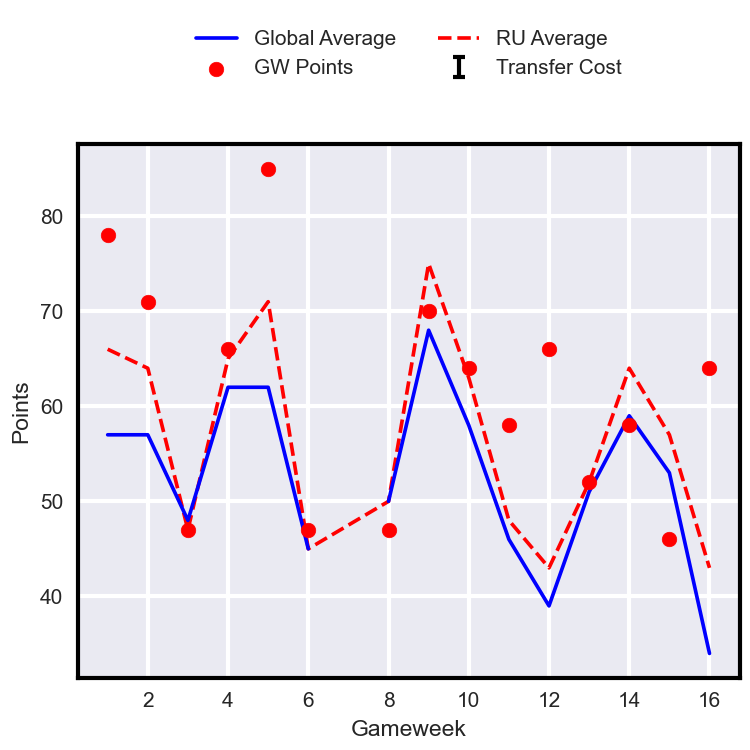 Global Average RU Average
GW Points Transfer Cost
80
70
60
50
40
Points
2 4 6 8 10 12 14 16
Gameweek